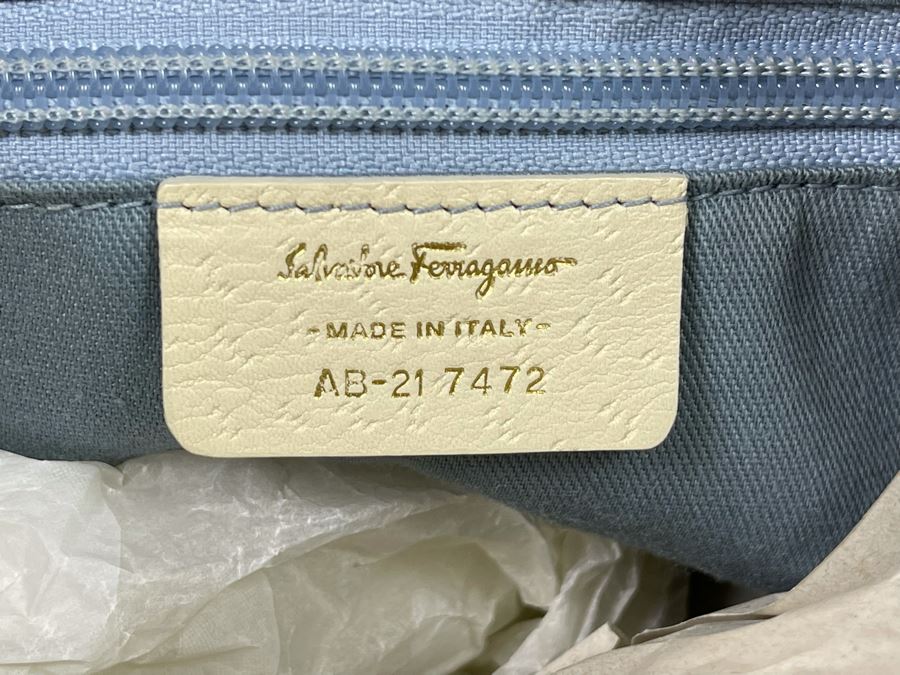 Salvatore Ferragamo
-MADE IN ITALY-
AB-21 7472